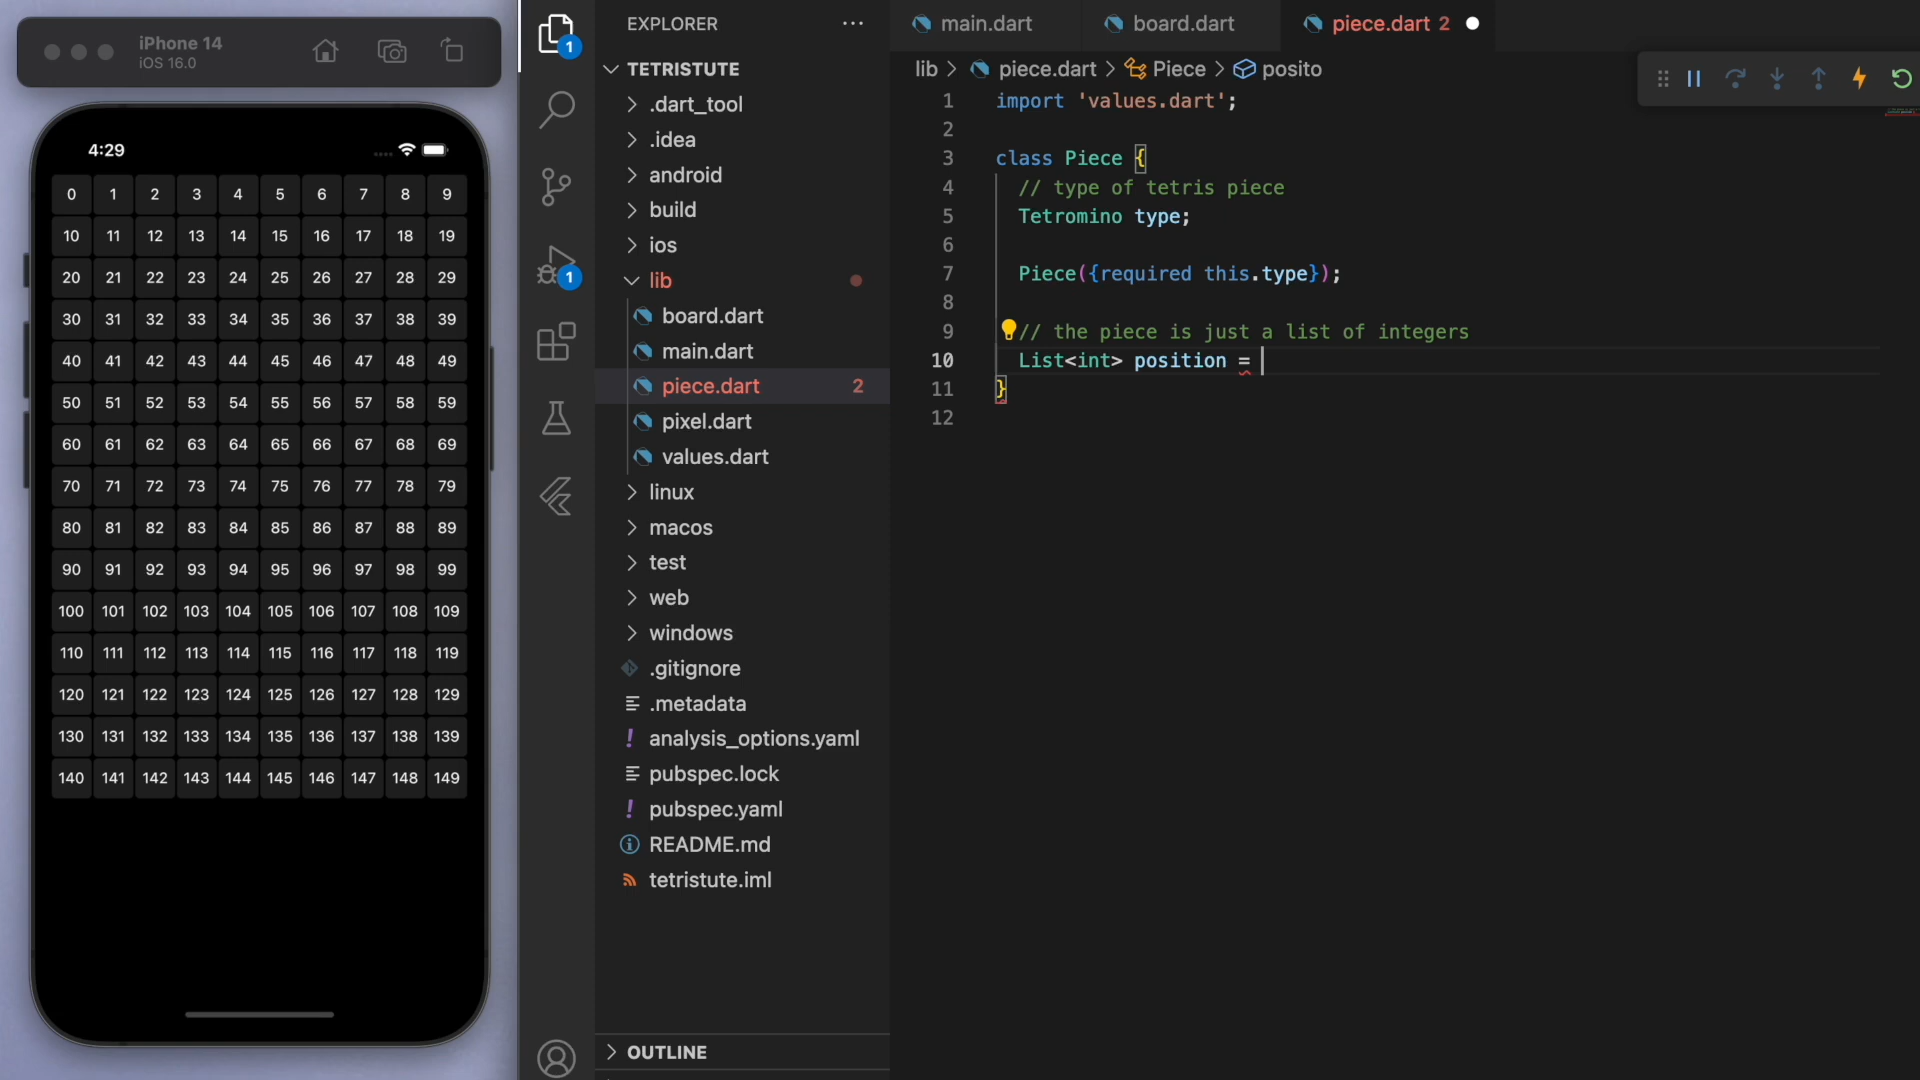 iPhone 14
iOS 16.0
4:29
0 1 2 3 4 5 6 7 8 9
10 11 12 13 14 15 16 17 18 19
20 21 22 23 24 25 26 27 28 29
30 31 32 33 34 35 36 37 38 39
40 41 42 43 44 45 46 47 48 49
50 51 52 53 54 55 56 57 58 59
60 61 62 63 64 65 66 67 68 69
70 71 72 73 74 75 76 77 78 79
80 81 82 83 84 85 86 87 88 89
90 91 92 93 94 95 96 97 98 99
100 101 102 103 104 105 106 107 108 109
110 111 112 113 114 115 116 117 118 119
120 121 122 123 124 125 126 127 128 129
130 131 132 133 134 135 136 137 138 139
140 141 142 143 144 145 146 147 148 149
1
1
EXPLORER ...
TETRISTUTE
.dart_tool
.idea
android
build
ios
lib
board.dart
main.dart
piece.dart 2
pixel.dart
values.dart
linux
macos
test
web
windows
.gitignore
.metadata
! analysis_options.yaml
pubspec.lock
! pubspec.yaml
README.md
tetristute.iml
OUTLINE
main.dart board.dart piece.dart 2
lib > piece.dart > Piece > posito
1 import 'values.dart';
2
3 class Piece {
4 // type of tetris piece
5 Tetromino type;
6
7 Piece({required this.type});
8
9 // the piece is just a list of integers
10 List<int> position =
11 }
12